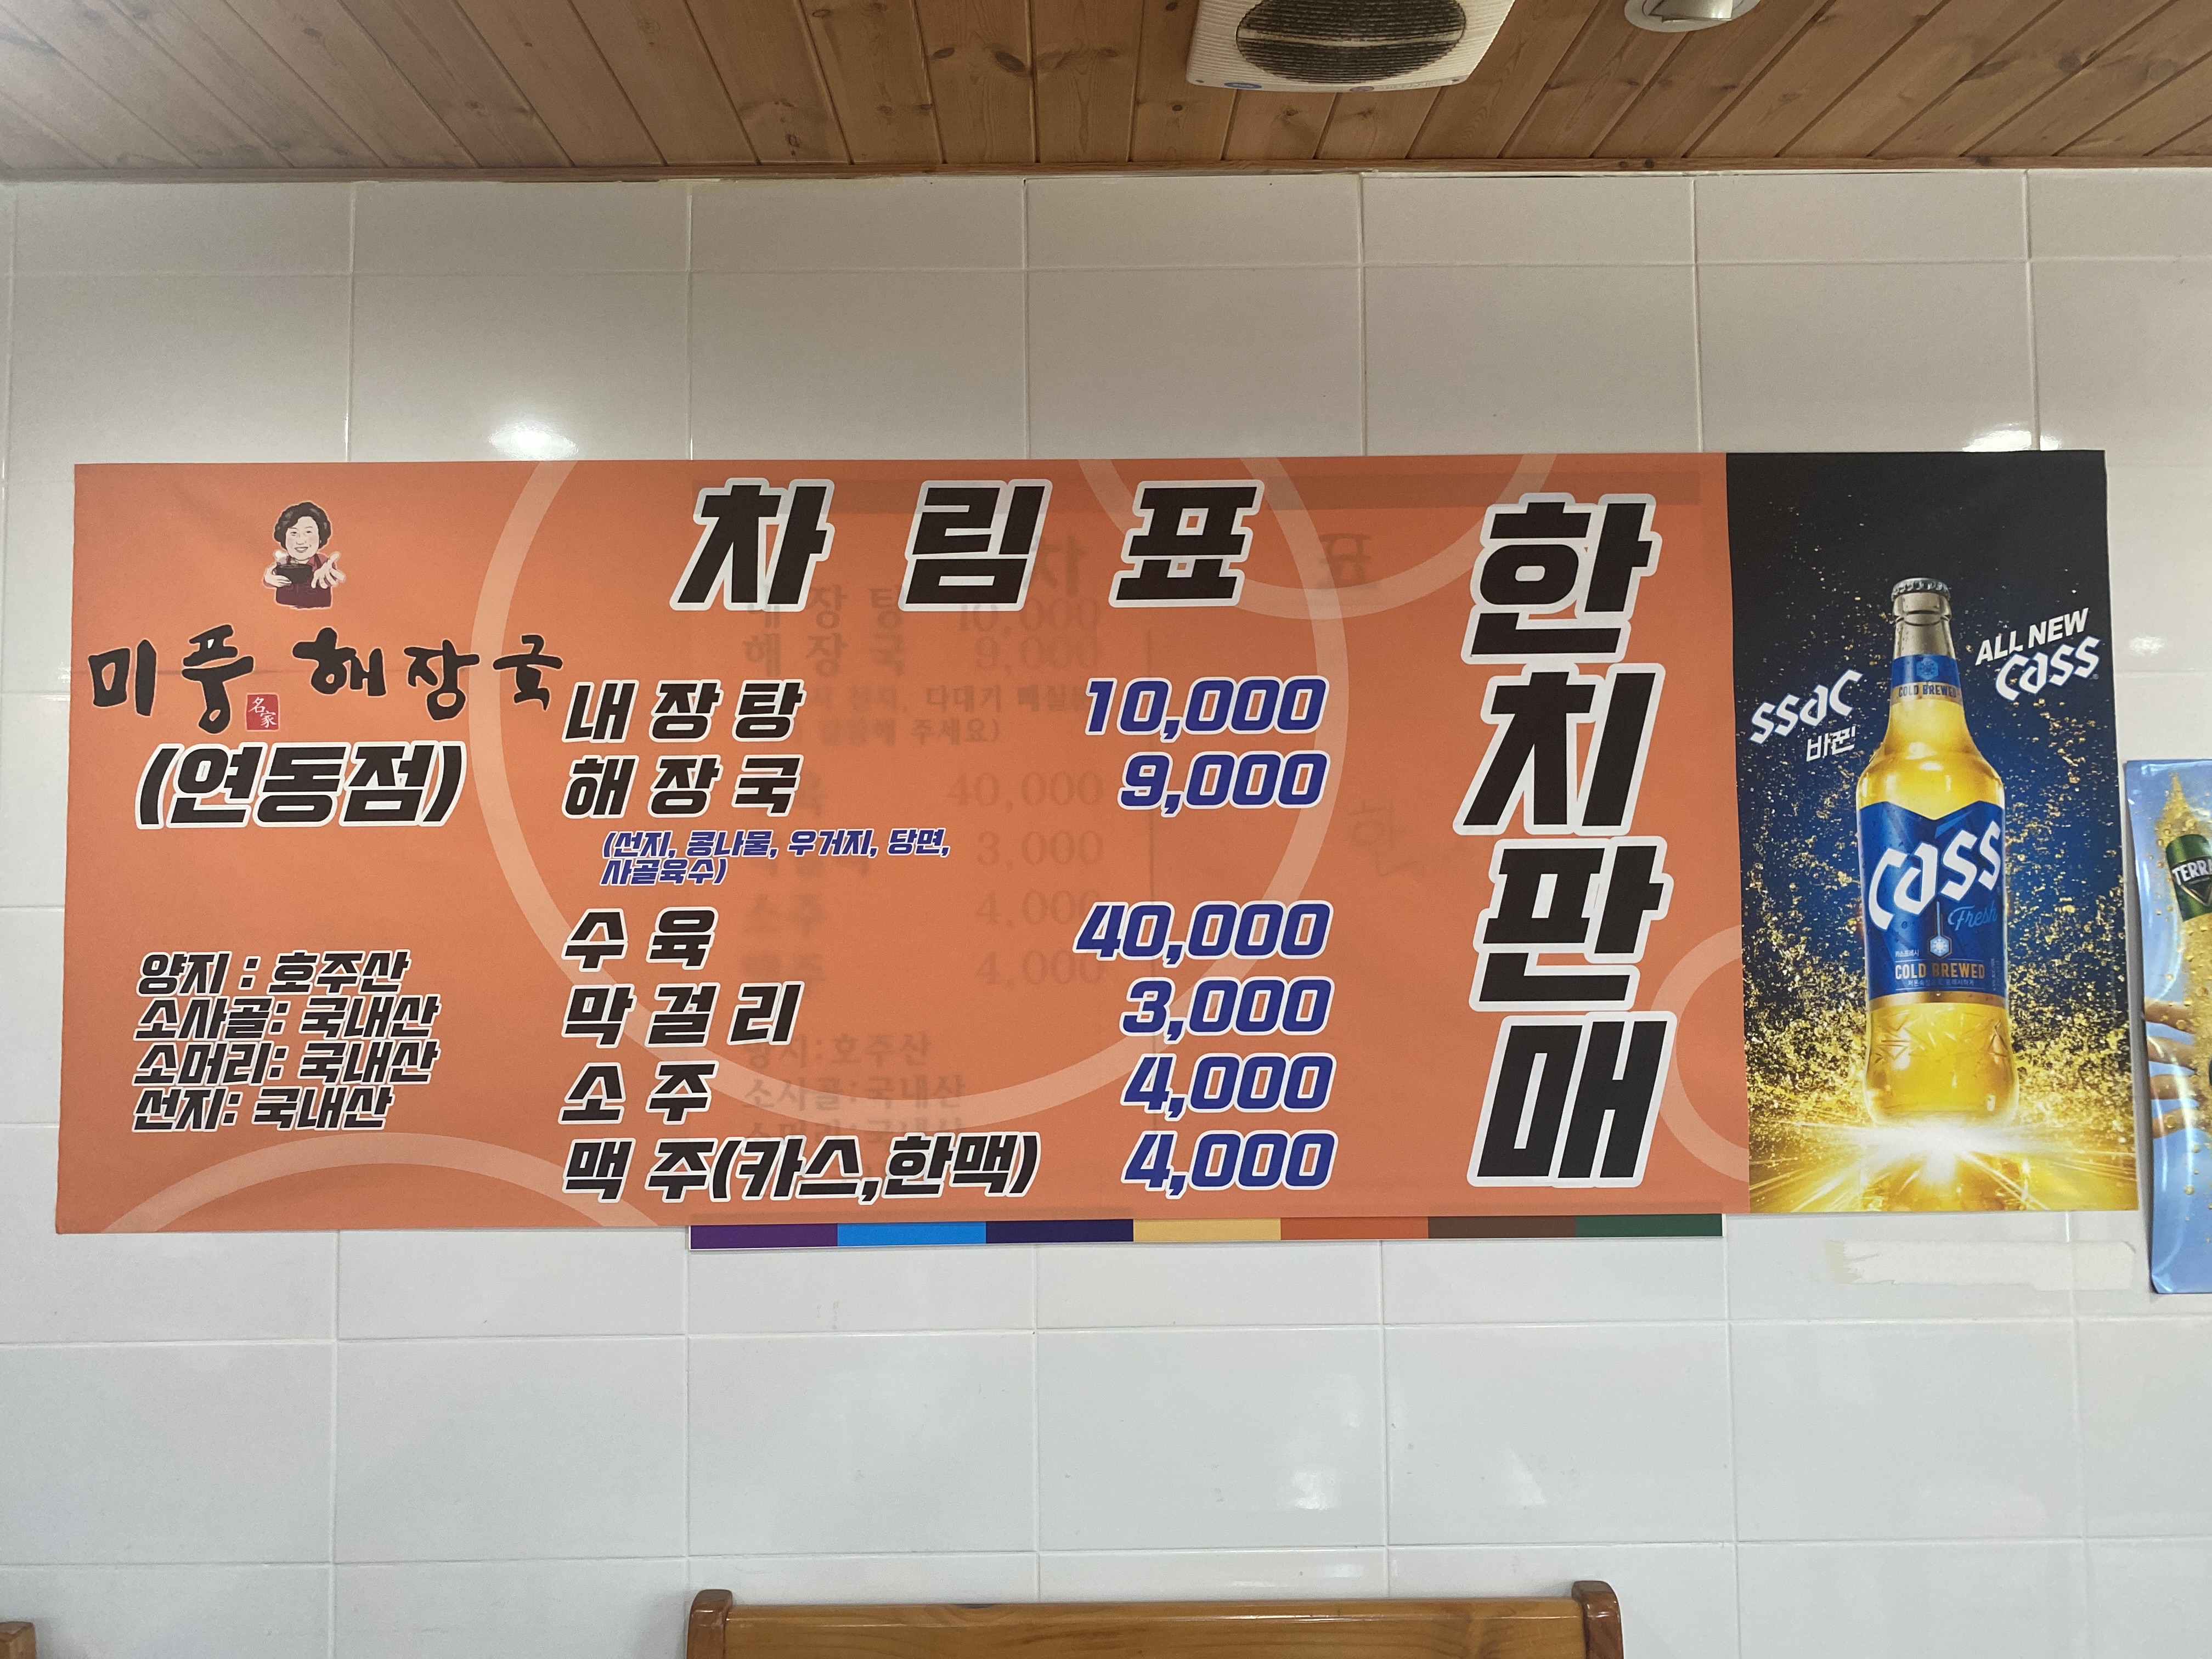 차림표
미풍 해장국
名家
(연동점)
양지 : 호주산
소사골: 국내산
소머리: 국내산
선지: 국내산
내장탕 10,000
해장국 9,000
(선지, 콩나물, 우거지, 당면,
사골육수)
수육 40,000
막걸리 3,000
소주 4,000
맥주(카스,한맥) 4,000
한치판매
ssac
바뀐!
ALL NEW
cass
COLD BREWED
cass
Fresh
COLD BREWED
TERRA